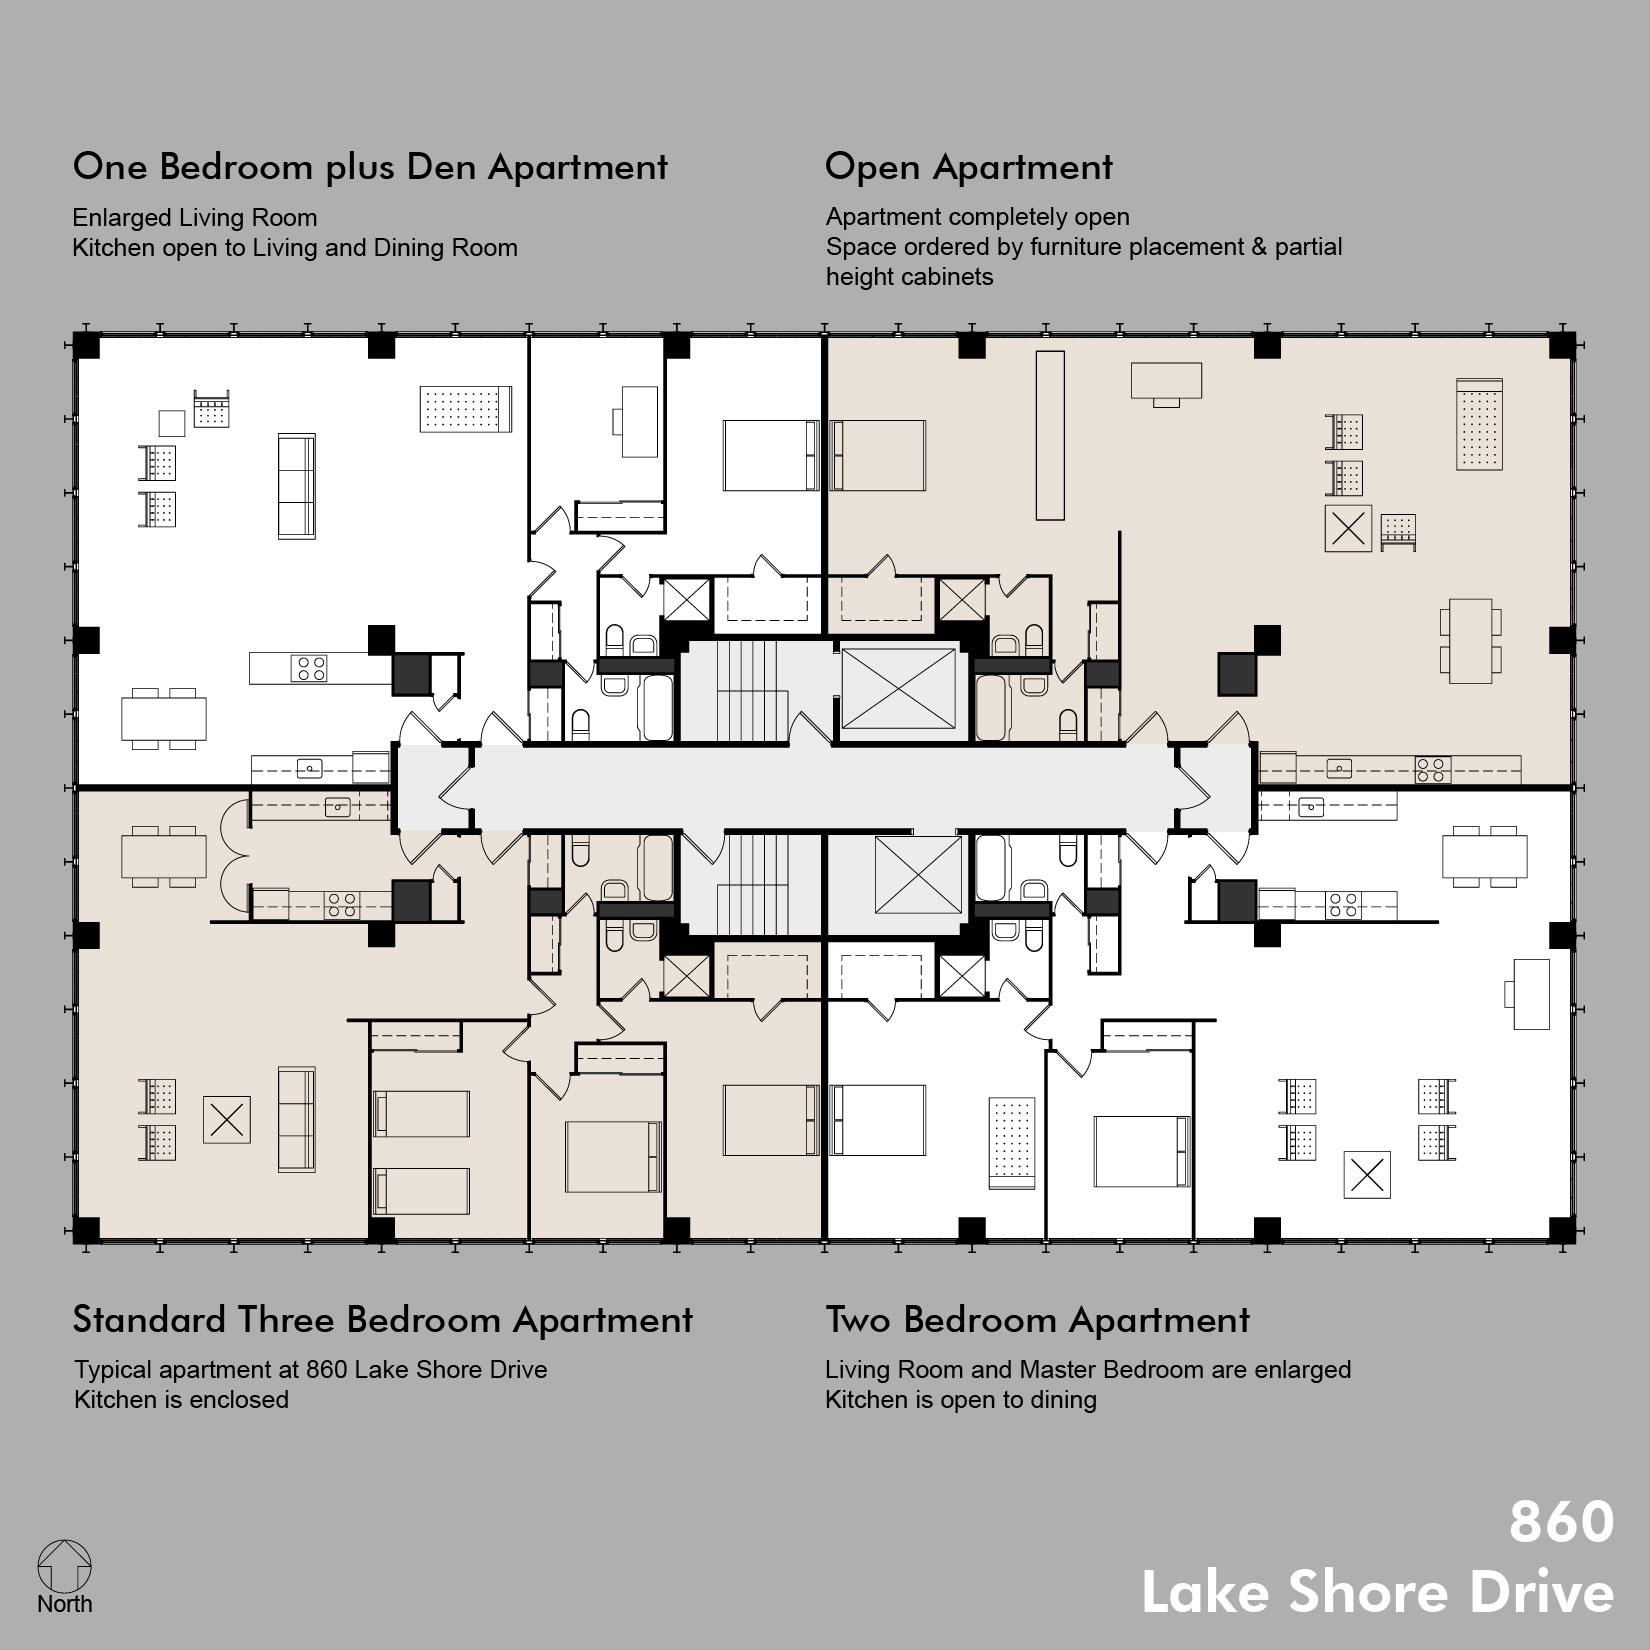 One Bedroom plus Den Apartment
Enlarged Living Room
Kitchen open to Living and Dining Room
Open Apartment
Apartment completely open
Space ordered by furniture placement & partial
height cabinets
Standard Three Bedroom Apartment
Typical apartment at 860 Lake Shore Drive
Kitchen is enclosed
Two Bedroom Apartment
Living Room and Master Bedroom are enlarged
Kitchen is open to dining
North
860
Lake Shore Drive